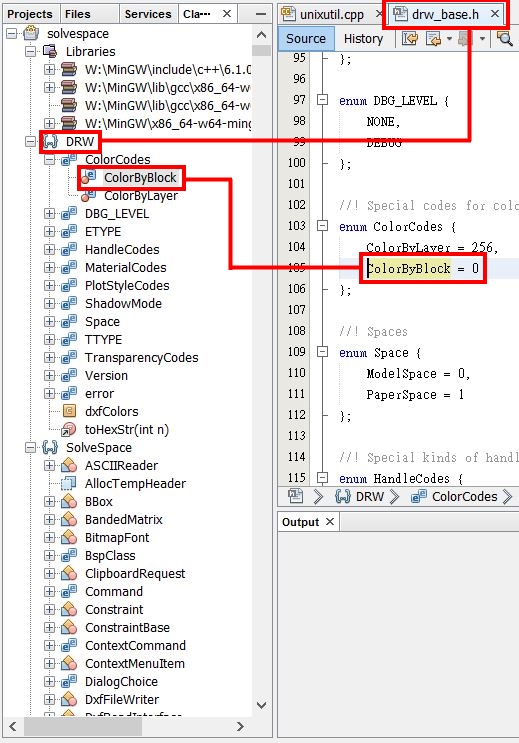 Projects Files Services Cla···
solvespace
Libraries
W:\MinGW\include\c++\6.1.0
W:\MinGW\lib\gcc\x86_64-w
W:\MinGW\lib\gcc\x86_64-w
W:\MinGW\x86_64-w64-ming
DRW
ColorCodes
ColorByBlock
ColorByLayer
DBG_LEVEL
ETYPE
HandleCodes
MaterialCodes
PlotStyleCodes
ShadowMode
Space
TTYPE
TransparencyCodes
Version
error
dxfColors
toHexStr(int n)
SolveSpace
ASCIIReader
AllocTempHeader
BBox
BandedMatrix
BitmapFont
BspClass
ClipboardRequest
Command
Constraint
ConstraintBase
ContextCommand
ContextMenuItem
DialogChoice
DxfFileWriter
DxfReadInterface
unixutil.cpp drw_base.h
Source History
95 };
96
97 enum DBG_LEVEL {
98 NONE,
99 DEBUG
100 };
101
102 //! Special codes for color
103 enum ColorCodes {
104 ColorByLayer = 256,
105 ColorByBlock = 0
106 };
107
108 //! Spaces
109 enum Space {
110 ModelSpace = 0,
111 PaperSpace = 1
112 };
113
114 //! Special kinds of handl
115 enum HandleCodes {
DRW ColorCodes
Output